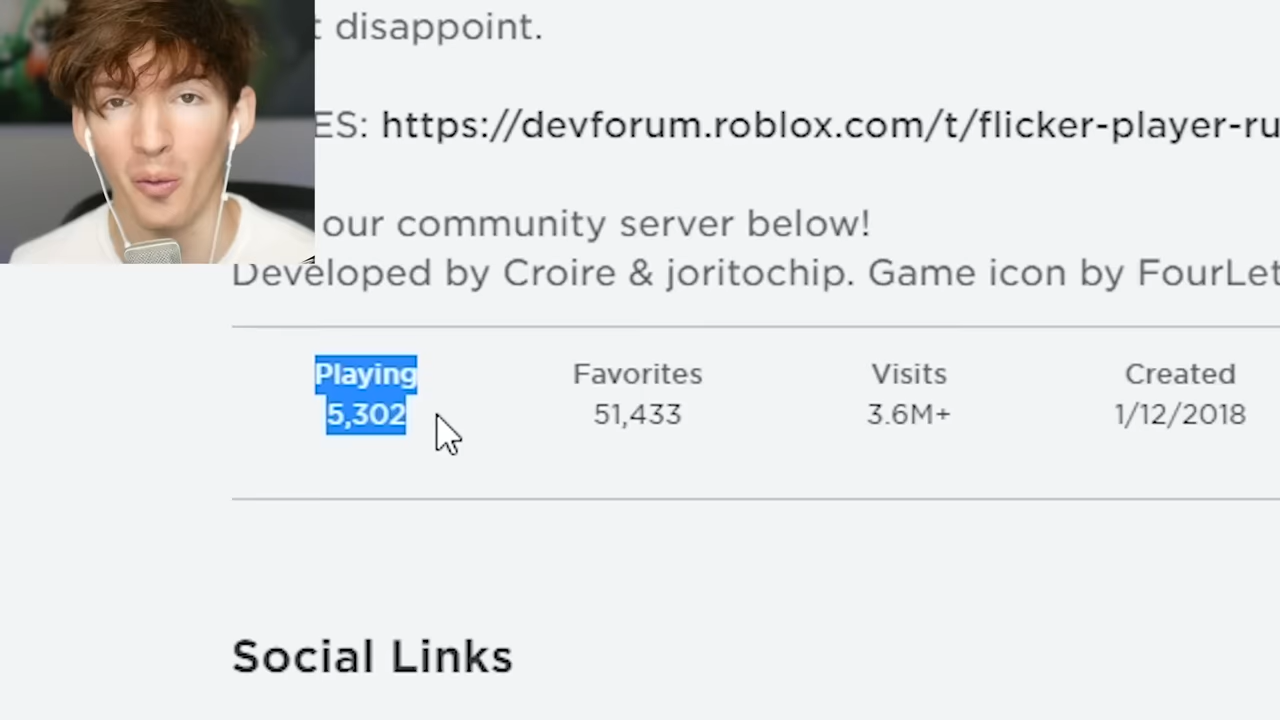 disappoint.
ES: https://devforum.roblox.com/t/flicker-player-ru
our community server below!
Developed by Croire & joritochip. Game icon by FourLet
Playing Favorites Visits Created
5,302 51,433 3.6M+ 1/12/2018
Social Links